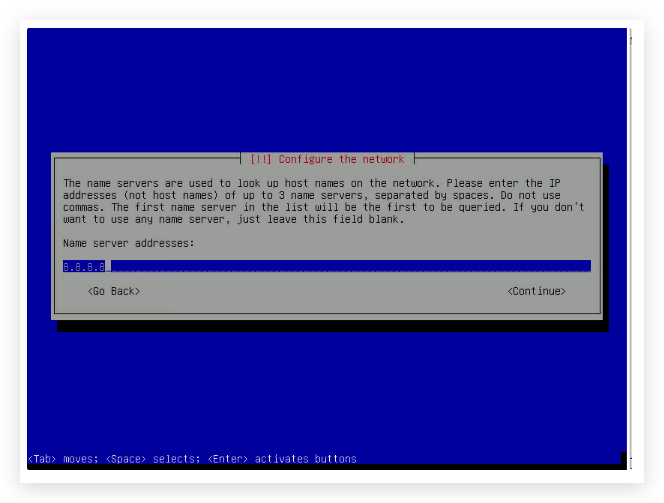 [!!] Configure the network
The name servers are used to look up host names on the network. Please enter the IP
addresses (not host names) of up to 3 name servers, separated by spaces. Do not use
commas. The first name server in the list will be the first to be queried. If you don't
want to use any name server, just leave this field blank.
Name server addresses:
8.8.8.8
<Go Back> <Continue>
<Tab> moves; <Space> selects; <Enter> activates buttons